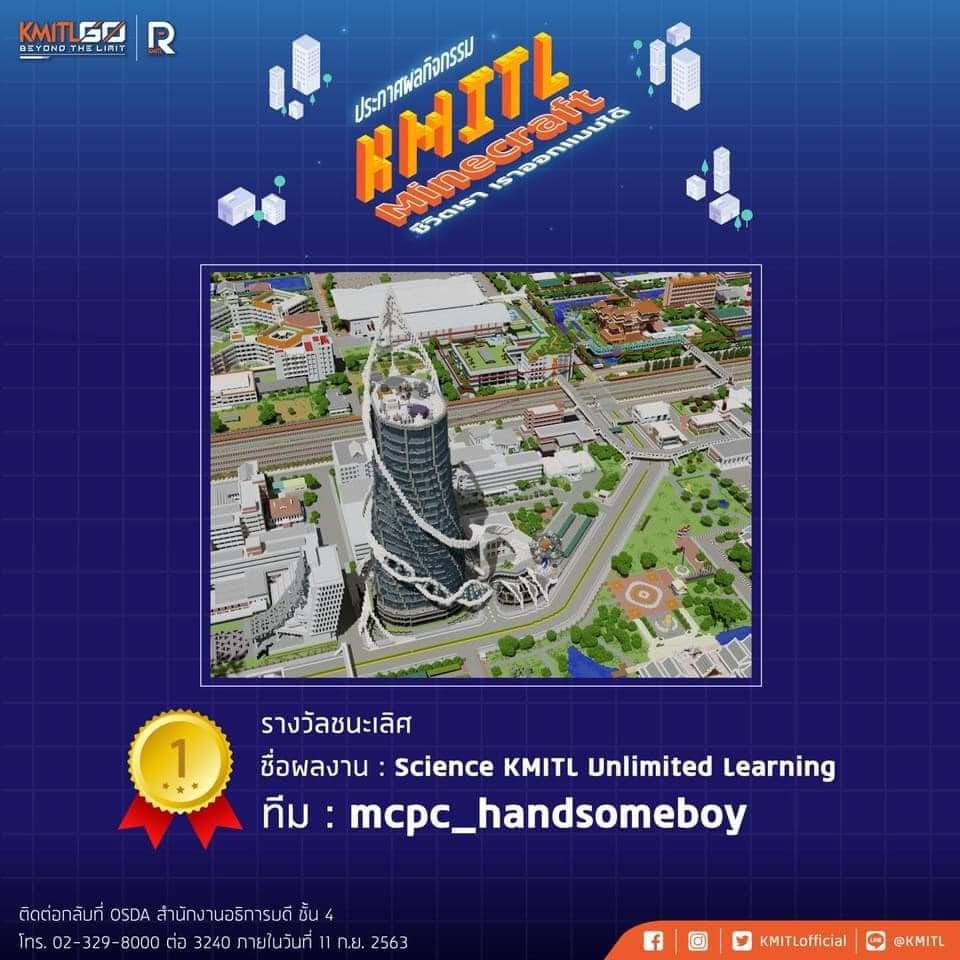 KMITLGO
BEYOND THE LIMIT
R
KMITL
ประกาศผลกิจกรรม
KMITL
Minecraft
ชีวิตเรา เราออกแบบได้
1
รางวัลชนะเลิศ
ชื่อผลงาน : Science KMITL Unlimited Learning
ทีม : mcpc_handsomeboy
ติดต่อกลับที่ OSDA สำนักงานอธิการบดี ชั้น 4
โทร. 02-329-8000 ต่อ 3240 ภายในวันที่ 11 ก.ย. 2563
KMITLofficial
LINE
@KMITL